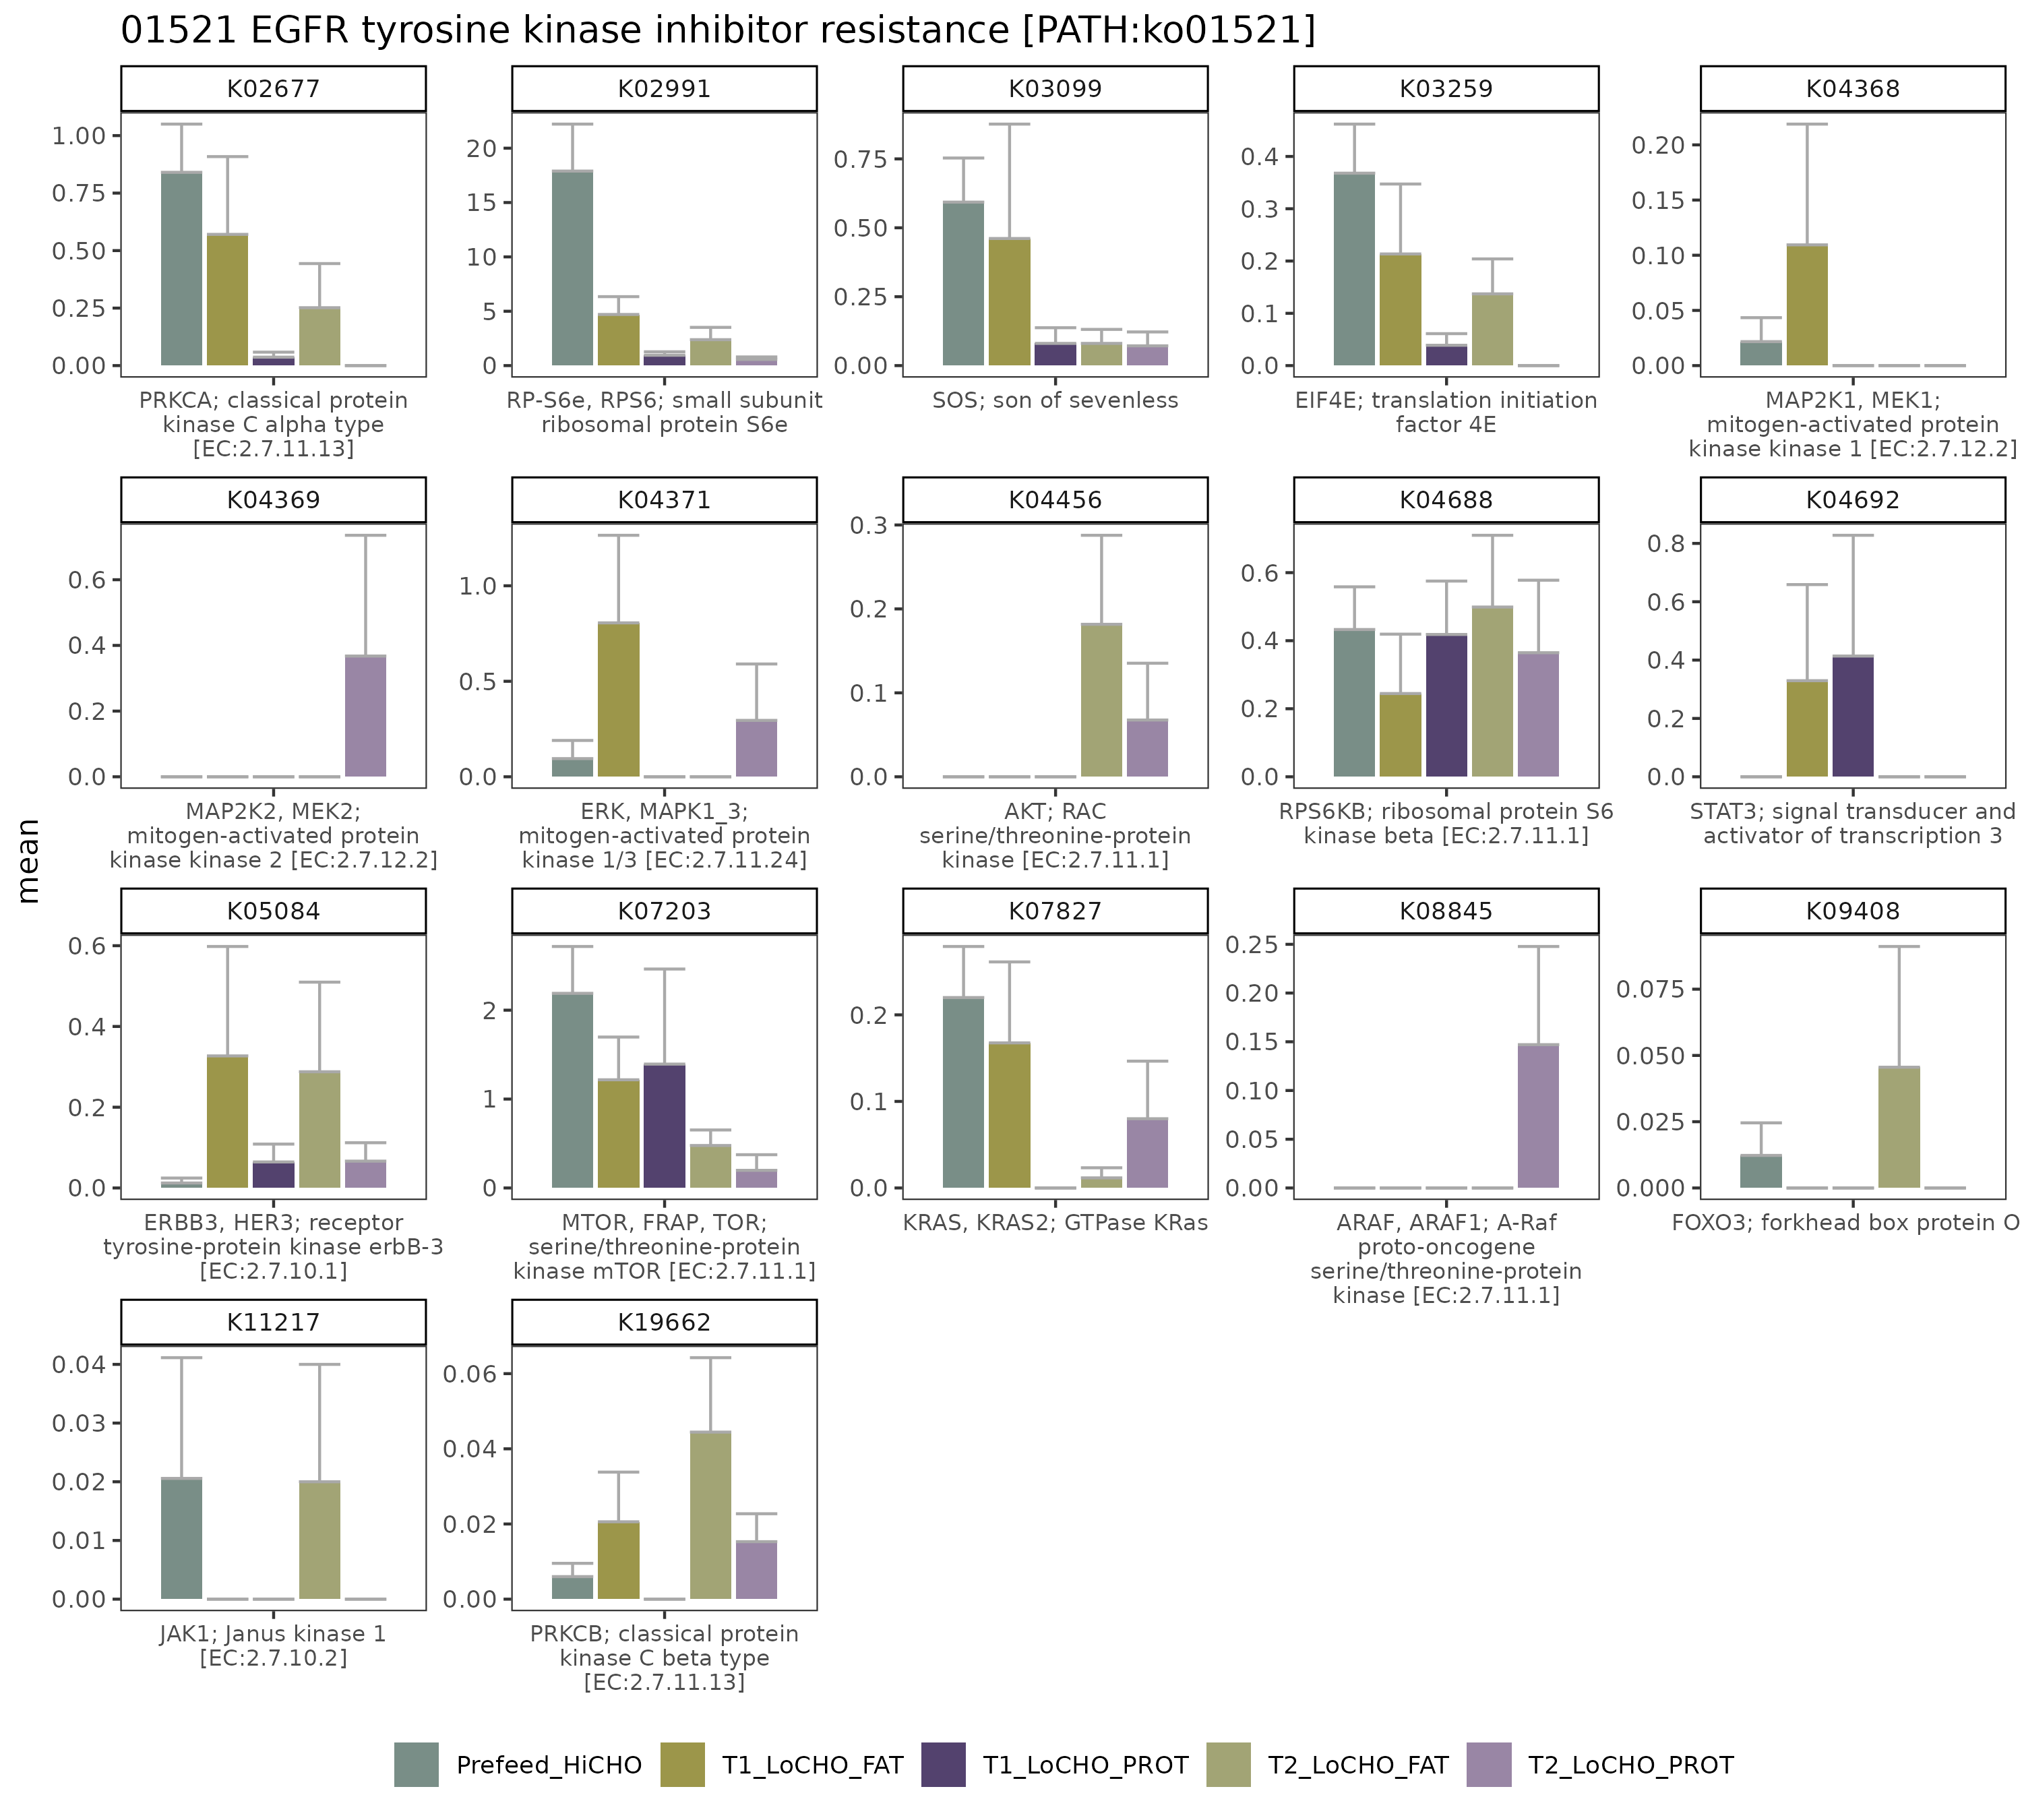 01521 EGFR tyrosine kinase inhibitor resistance [PATH:ko01521]
K02677
K02991
K03099
K03259
K04368
1.00
0.75
0.50
0.25
0.00
20
15
10
5
0
0.75
0.50
0.25
0.00
0.4
0.3
0.2
0.1
0.0
0.20
0.15
0.10
0.05
0.00
PRKCA; classical protein
kinase C alpha type
[EC:2.7.11.13]
RP-S6e, RPS6; small subunit
ribosomal protein S6e
SOS; son of sevenless
EIF4E; translation initiation
factor 4E
MAP2K1, MEK1;
mitogen-activated protein
kinase kinase 1 [EC:2.7.12.2]
K04369
K04371
K04456
K04688
K04692
0.6
0.4
0.2
0.0
1.0
0.5
0.0
0.3
0.2
0.1
0.0
0.6
0.4
0.2
0.0
0.8
0.6
0.4
0.2
0.0
MAP2K2, MEK2;
mitogen-activated protein
kinase kinase 2 [EC:2.7.12.2]
ERK, MAPK1_3;
mitogen-activated protein
kinase 1/3 [EC:2.7.11.24]
AKT; RAC
serine/threonine-protein
kinase [EC:2.7.11.1]
RPS6KB; ribosomal protein S6
kinase beta [EC:2.7.11.1]
STAT3; signal transducer and
activator of transcription 3
mean
K05084
K07203
K07827
K08845
K09408
0.6
0.4
0.2
0.0
2
1
0
0.2
0.1
0.0
0.25
0.20
0.15
0.10
0.05
0.00
0.075
0.050
0.025
0.000
ERBB3, HER3; receptor
tyrosine-protein kinase erbB-3
[EC:2.7.10.1]
MTOR, FRAP, TOR;
serine/threonine-protein
kinase mTOR [EC:2.7.11.1]
KRAS, KRAS2; GTPase KRas
ARAF, ARAF1; A-Raf
proto-oncogene
serine/threonine-protein
kinase [EC:2.7.11.1]
FOXO3; forkhead box protein O
K11217
K19662
0.04
0.03
0.02
0.01
0.00
0.06
0.04
0.02
0.00
JAK1; Janus kinase 1
[EC:2.7.10.2]
PRKCB; classical protein
kinase C beta type
[EC:2.7.11.13]
Prefeed_HiCHO
T1_LoCHO_FAT
T1_LoCHO_PROT
T2_LoCHO_FAT
T2_LoCHO_PROT